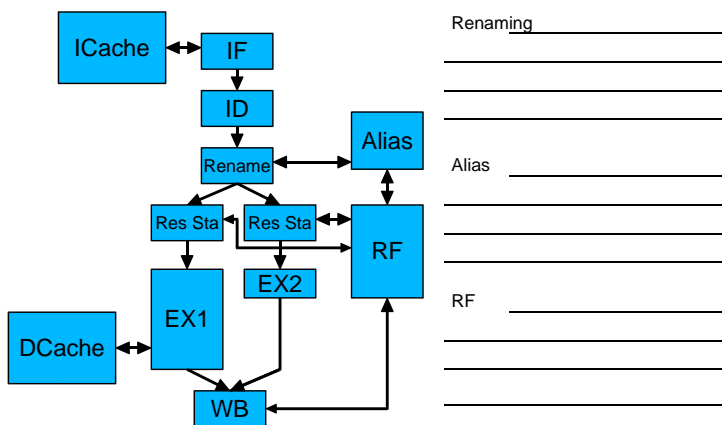 Renaming
ICache
IF
ID
Alias
Rename
Alias
Res Sta
Res Sta
RF
EX2
RF
EX1
DCache
WB